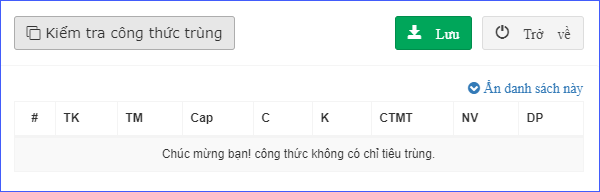 Kiểm tra công thức trùng Lưu Trở về
Ẩn danh sách này
# TK TM Cap C K CTMT NV DP
Chúc mừng bạn! công thức không có chỉ tiêu trùng.